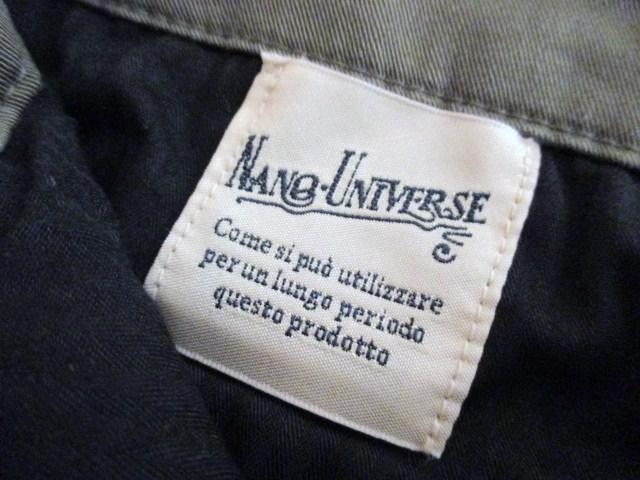 NANO·UNIVERSE
Come si può utilizzare
per un lungo periodo
questo prodotto